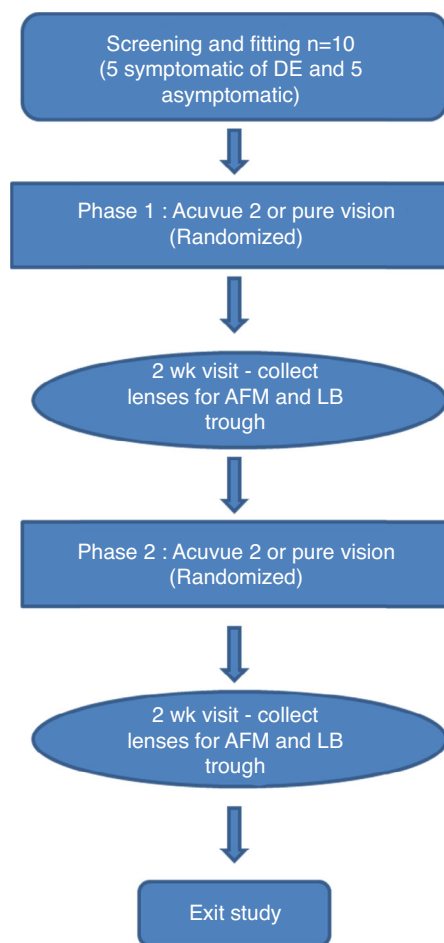 Screening and fitting n=10
(5 symptomatic of DE and 5
asymptomatic)
Phase 1 : Acuvue 2 or pure vision
(Randomized)
2 wk visit - collect
lenses for AFM and LB
trough
Phase 2 : Acuvue 2 or pure vision
(Randomized)
2 wk visit - collect
lenses for AFM and LB
trough
Exit study